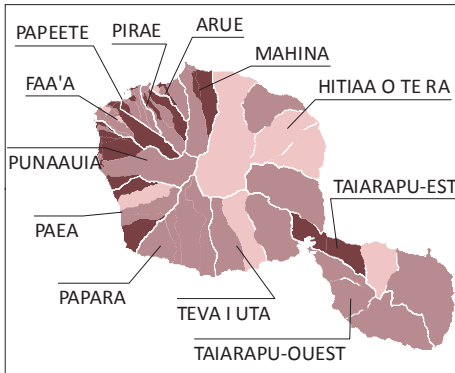 ARUE
PIRAE
PAPEETE
MAHINA
FAA'A
HITIAA O TE RA
PUNAAUIA
TAIARAPU-EST
PAEA
PAPARA
TEVA I UTA
TAIARAPU-OUEST